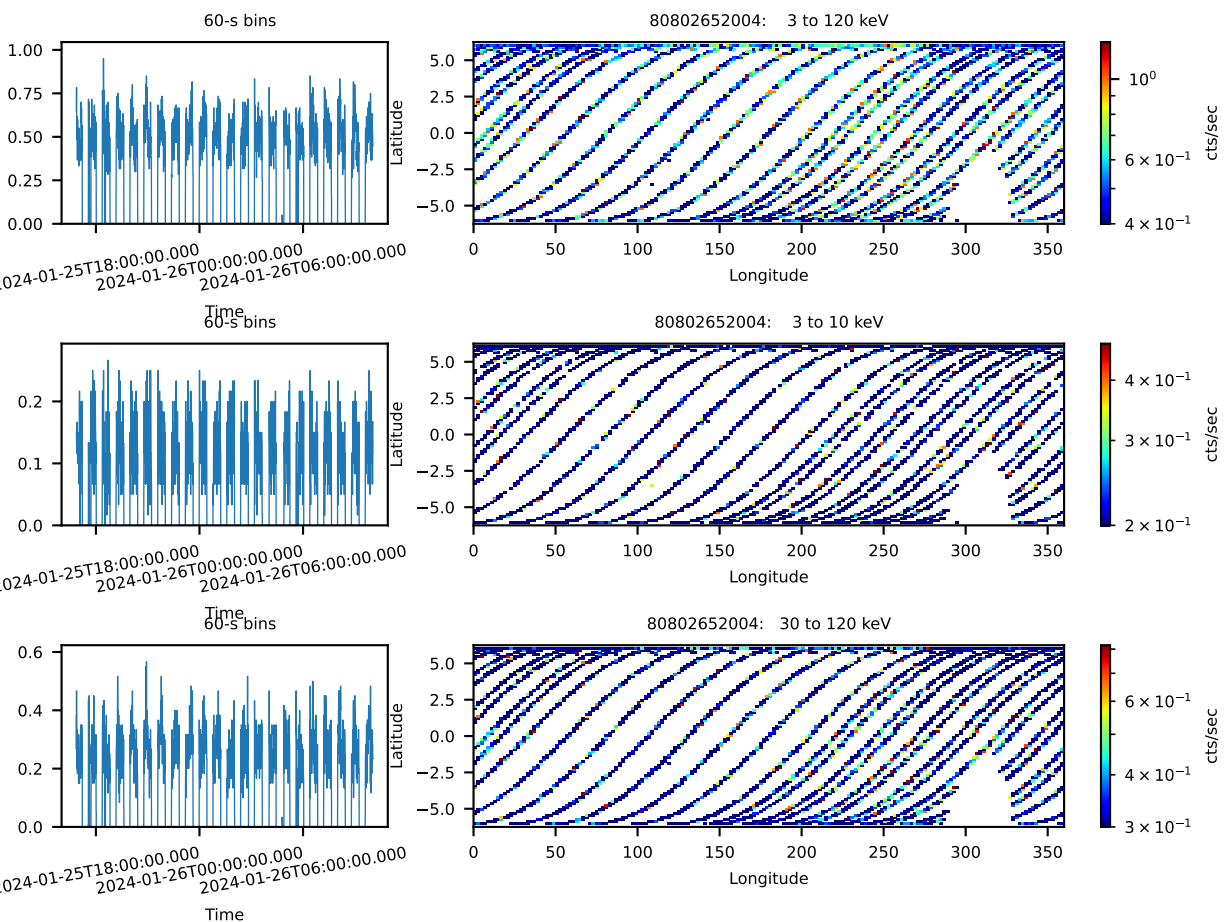 60-s bins
80802652004: 3 to 120 keV
1.00
0.75
0.50
0.25
0.00
Latitude
5.0
2.5
0.0
−2.5
−5.0
10⁰
6 × 10⁻¹
4 × 10⁻¹
cts/sec
2024-01-25T18:00:00.000
2024-01-26T00:00:00.000
2024-01-26T06:00:00.000
Time
0 50 100 150 200 250 300 350
Longitude
60-s bins
80802652004: 3 to 10 keV
0.2
0.1
0.0
Latitude
5.0
2.5
0.0
−2.5
−5.0
4 × 10⁻¹
3 × 10⁻¹
2 × 10⁻¹
cts/sec
2024-01-25T18:00:00.000
2024-01-26T00:00:00.000
2024-01-26T06:00:00.000
Time
0 50 100 150 200 250 300 350
Longitude
60-s bins
80802652004: 30 to 120 keV
0.6
0.4
0.2
0.0
Latitude
5.0
2.5
0.0
−2.5
−5.0
6 × 10⁻¹
4 × 10⁻¹
3 × 10⁻¹
cts/sec
2024-01-25T18:00:00.000
2024-01-26T00:00:00.000
2024-01-26T06:00:00.000
Time
0 50 100 150 200 250 300 350
Longitude